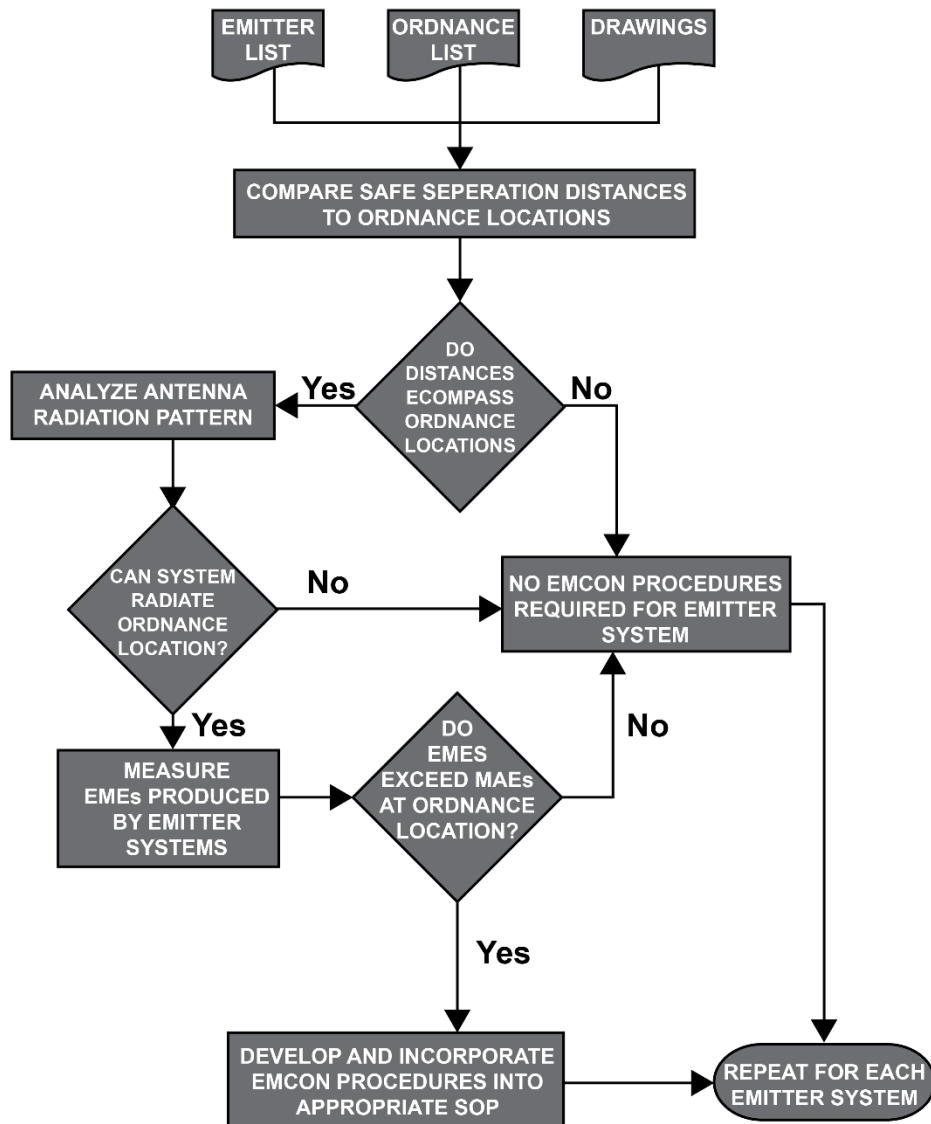 EMITTER
LIST
ORDNANCE
LIST
DRAWINGS
COMPARE SAFE SEPERATION DISTANCES
TO ORDNANCE LOCATIONS
DO
DISTANCES
ECOMPASS
ORDNANCE
LOCATIONS
Yes
No
ANALYZE ANTENNA
RADIATION PATTERN
CAN SYSTEM
RADIATE
ORDNANCE
LOCATION?
No
NO EMCON PROCEDURES
REQUIRED FOR EMITTER
SYSTEM
Yes
MEASURE
EMEs PRODUCED
BY EMITTER
SYSTEMS
DO
EMES
EXCEED MAEs
AT ORDNANCE
LOCATION?
No
Yes
DEVELOP AND INCORPORATE
EMCON PROCEDURES INTO
APPROPRIATE SOP
REPEAT FOR EACH
EMITTER SYSTEM